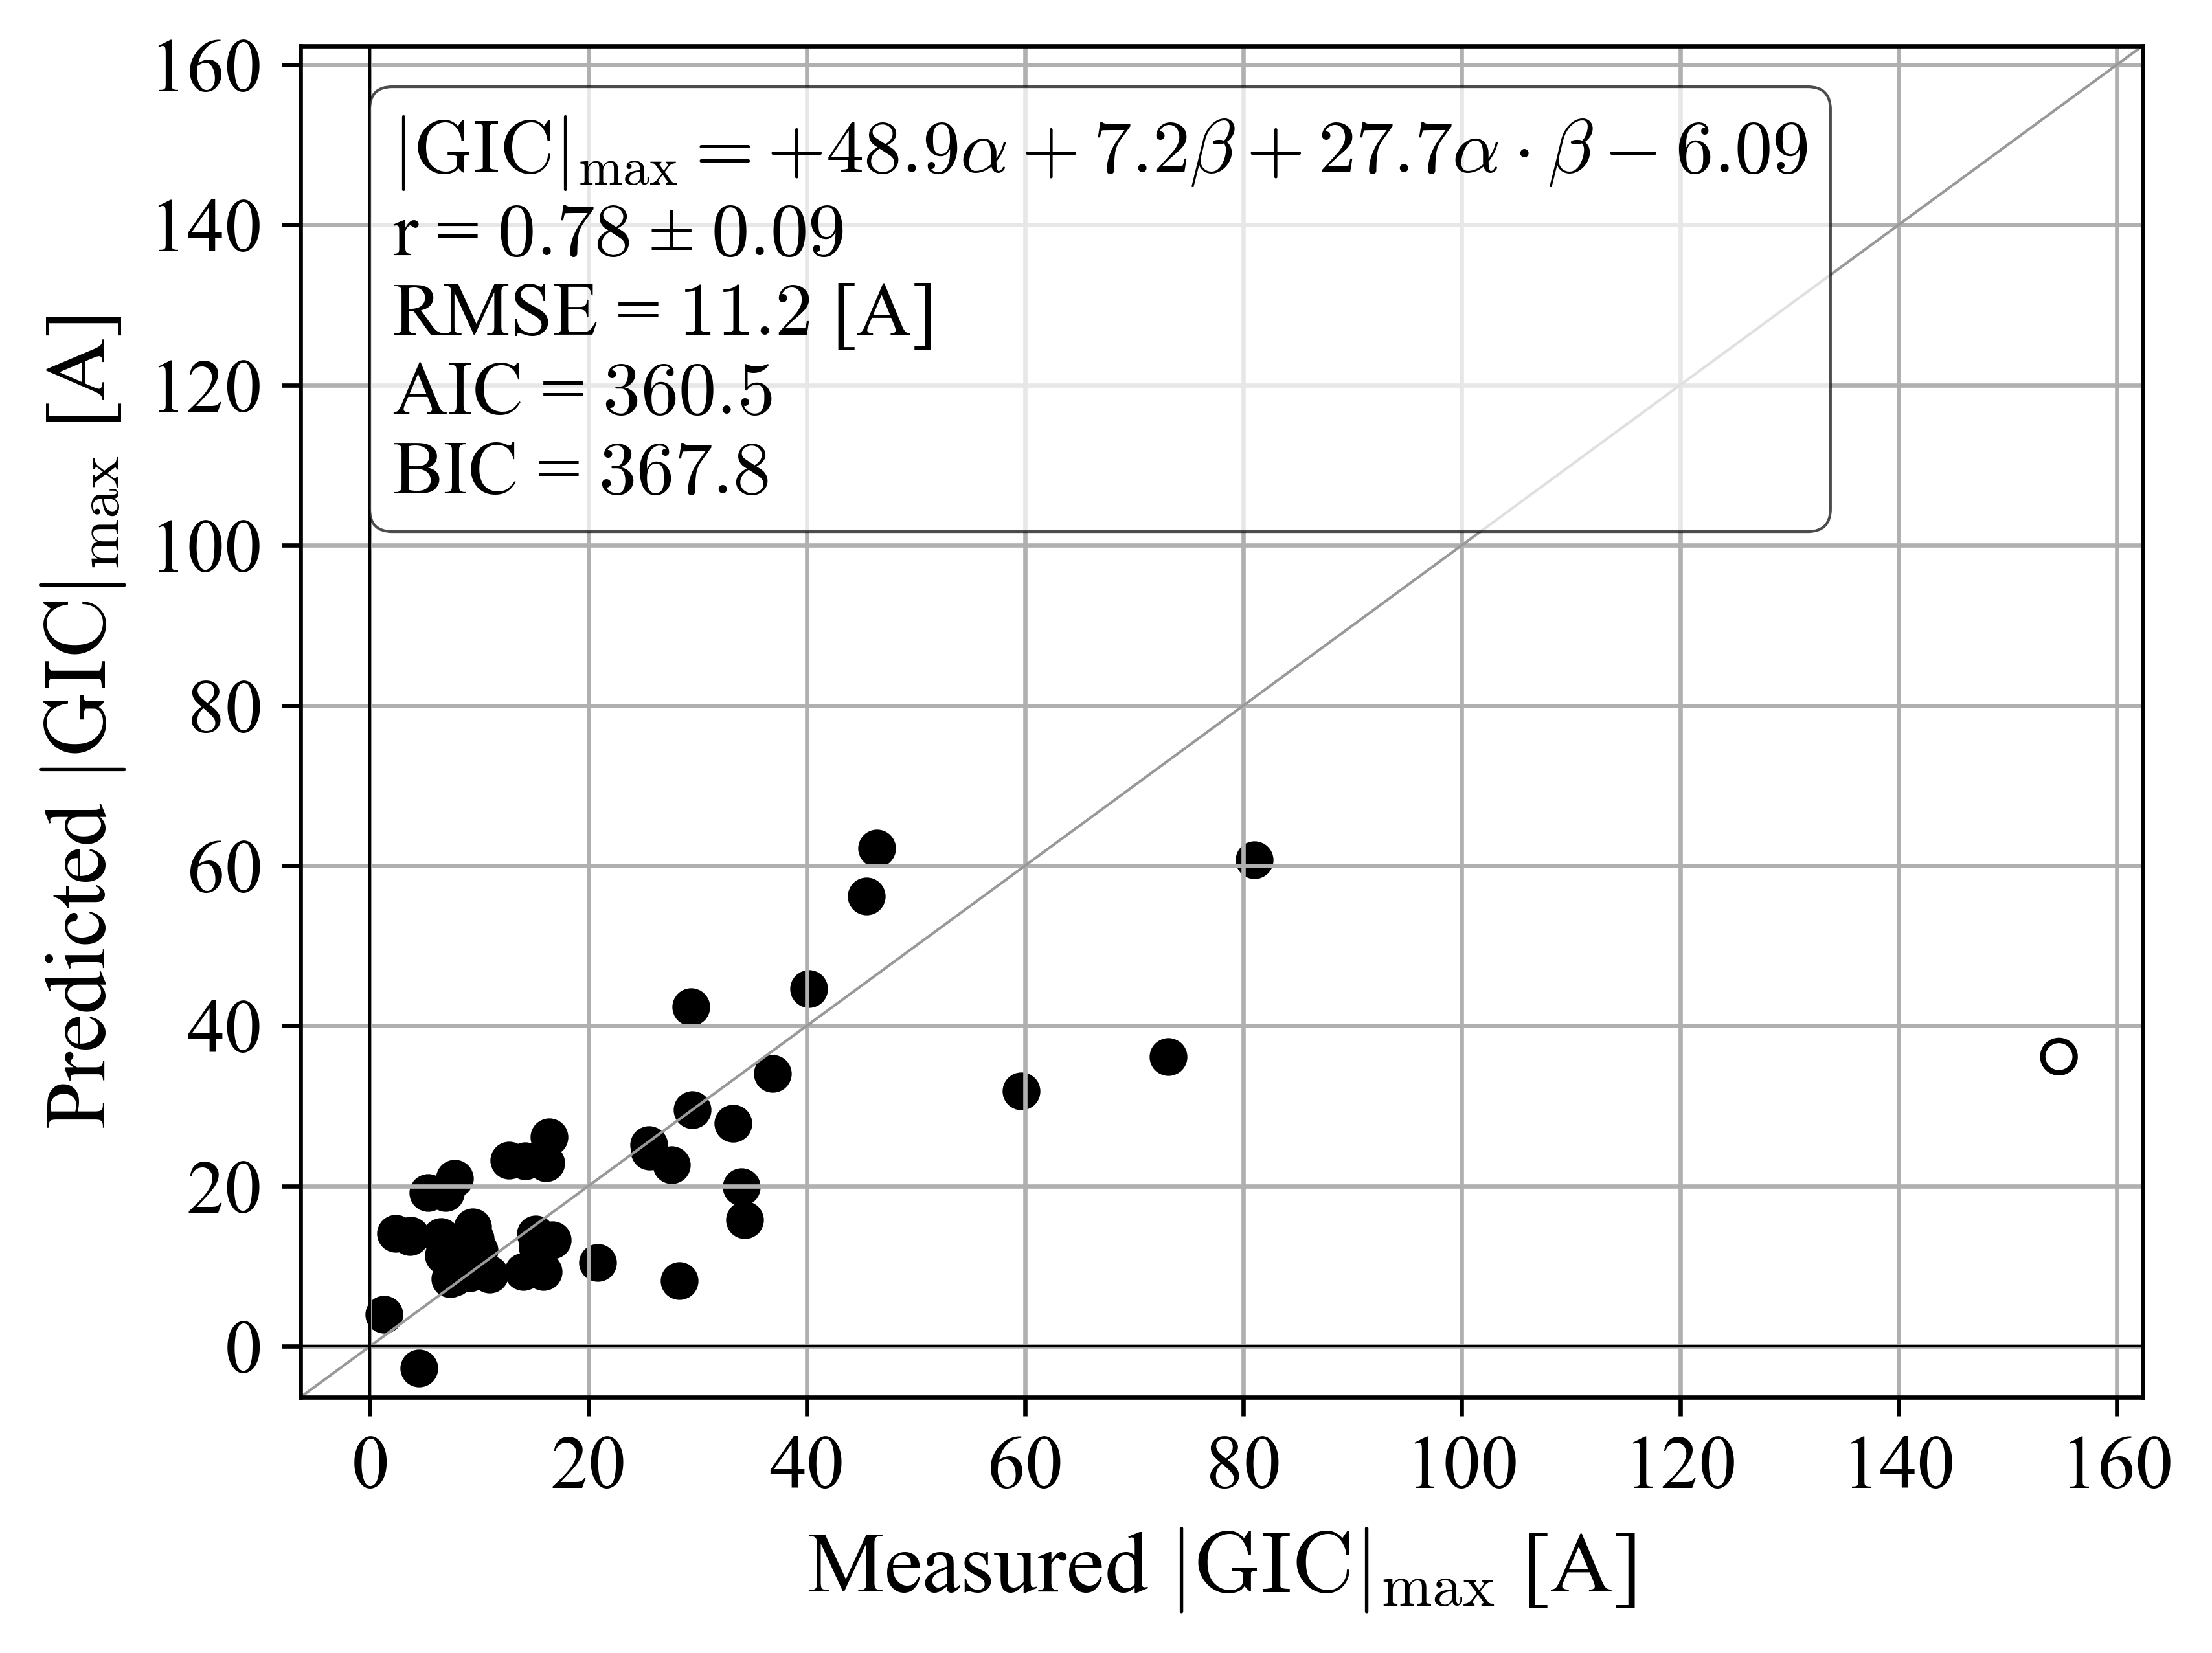 |GIC|max = +48.9α + 7.2β + 27.7α · β − 6.09
r = 0.78 ± 0.09
RMSE = 11.2 [A]
AIC = 360.5
BIC = 367.8
Predicted |GIC|max [A]
160
140
120
100
80
60
40
20
0
0 20 40 60 80 100 120 140 160
Measured |GIC|max [A]